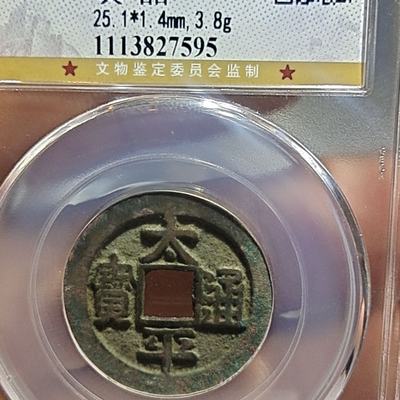 25.1*1.4mm,3.8g
1113827595
★ 文物鉴定委员会监制 ★
太
寶 通
平